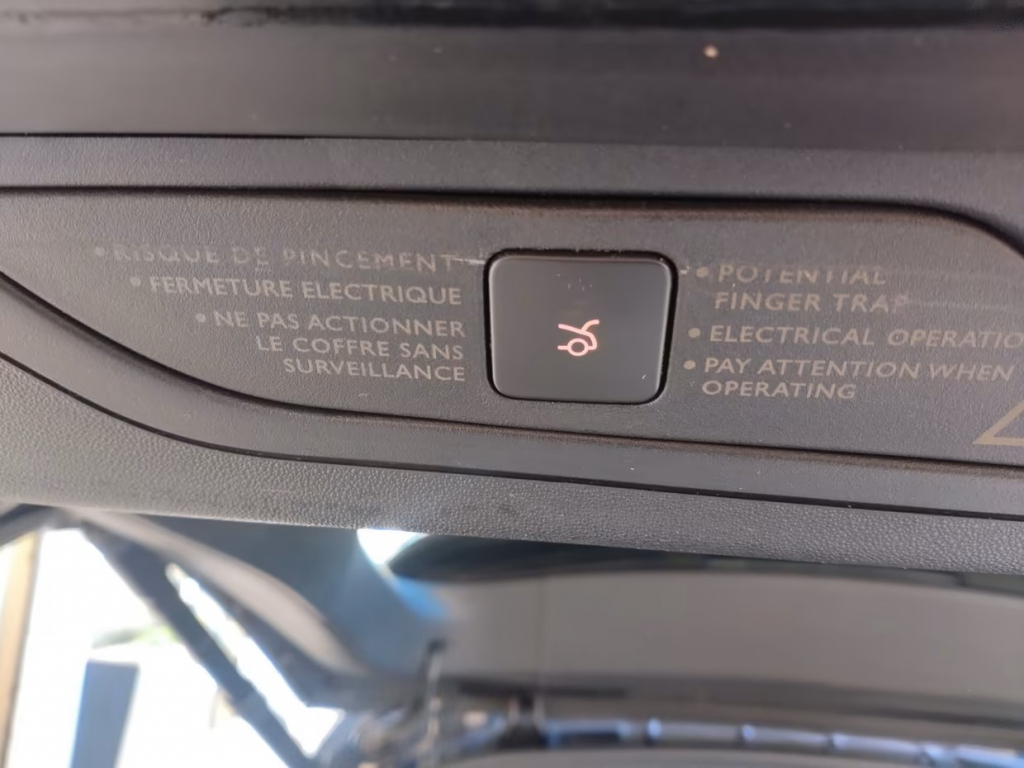 • RISQUE DE PINCEMENT
• FERMETURE ELECTRIQUE
• NE PAS ACTIONNER
LE COFFRE SANS
SURVEILLANCE
• POTENTIAL
FINGER TRAP
• ELECTRICAL OPERATIO
• PAY ATTENTION WHEN
OPERATING